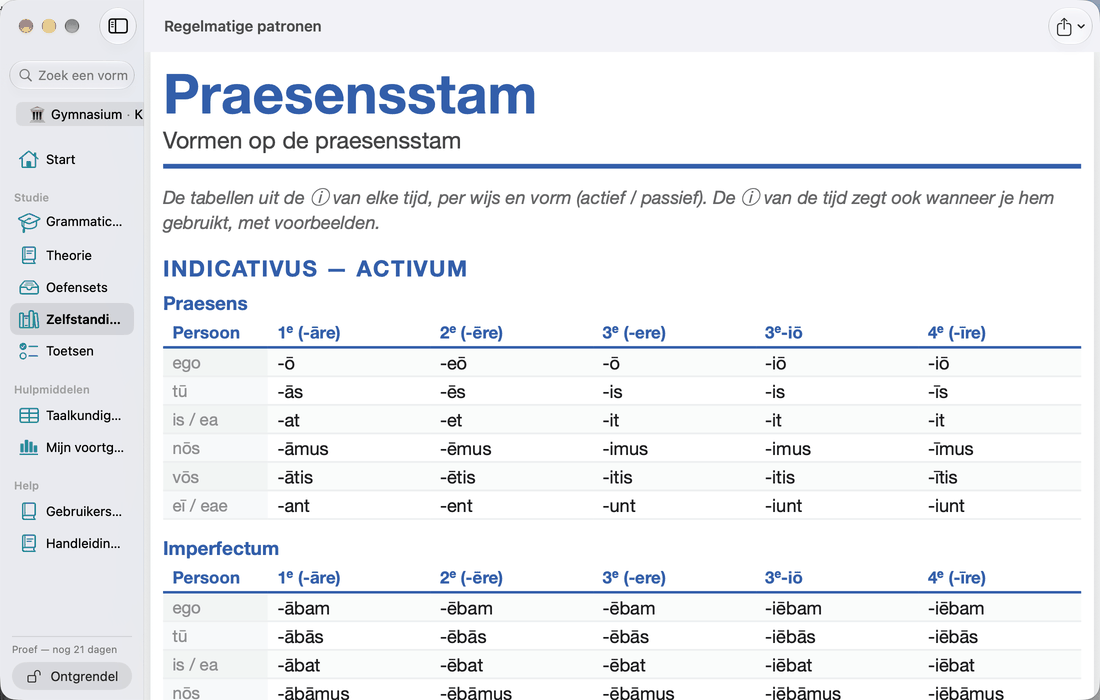 Regelmatige patronen
Zoek een vorm
Gymnasium · K
Start
Studie
Grammatic...
Theorie
Oefensets
Zelfstandi...
Toetsen
Hulpmiddelen
Taalkundig...
Mijn voortg...
Help
Gebruikers...
Handleidin...
Proef — nog 21 dagen
Ontgrendel
Praesensstam
Vormen op de praesensstam
De tabellen uit de ⓘ van elke tijd, per wijs en vorm (actief / passief). De ⓘ van de tijd zegt ook wanneer je hem
gebruikt, met voorbeelden.
INDICATIVUS — ACTIVUM
Praesens
Persoon 1ᵉ (-āre) 2ᵉ (-ēre) 3ᵉ (-ere) 3ᵉ-iō 4ᵉ (-īre)
ego -ō -eō -ō -iō -iō
tū -ās -ēs -is -is -īs
is / ea -at -et -it -it -it
nōs -āmus -ēmus -imus -imus -īmus
vōs -ātis -ētis -itis -itis -ītis
eī / eae -ant -ent -unt -iunt -iunt
Imperfectum
Persoon 1ᵉ (-āre) 2ᵉ (-ēre) 3ᵉ (-ere) 3ᵉ-iō 4ᵉ (-īre)
ego -ābam -ēbam -ēbam -iēbam -iēbam
tū -ābās -ēbās -ēbās -iēbās -iēbās
is / ea -ābat -ēbat -ēbat -iēbat -iēbat
nōs -ābāmus -ēbāmus -ēbāmus -iēbāmus -iēbāmus